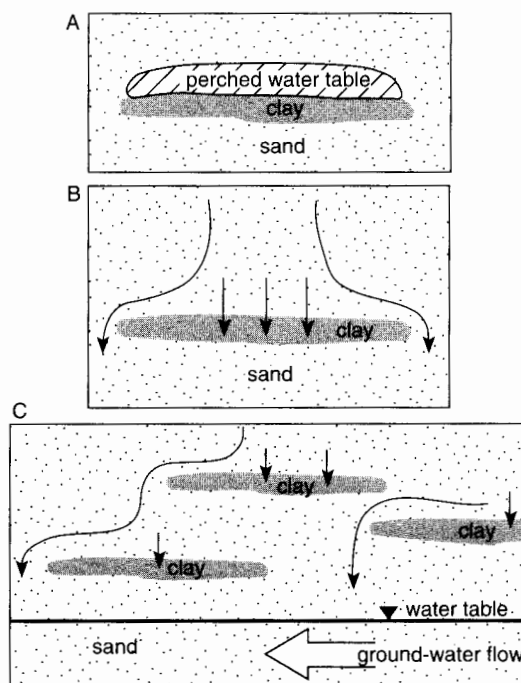 A
perched water table
clay
sand
B
clay
sand
C
clay
clay
clay
water table
sand
ground-water flow